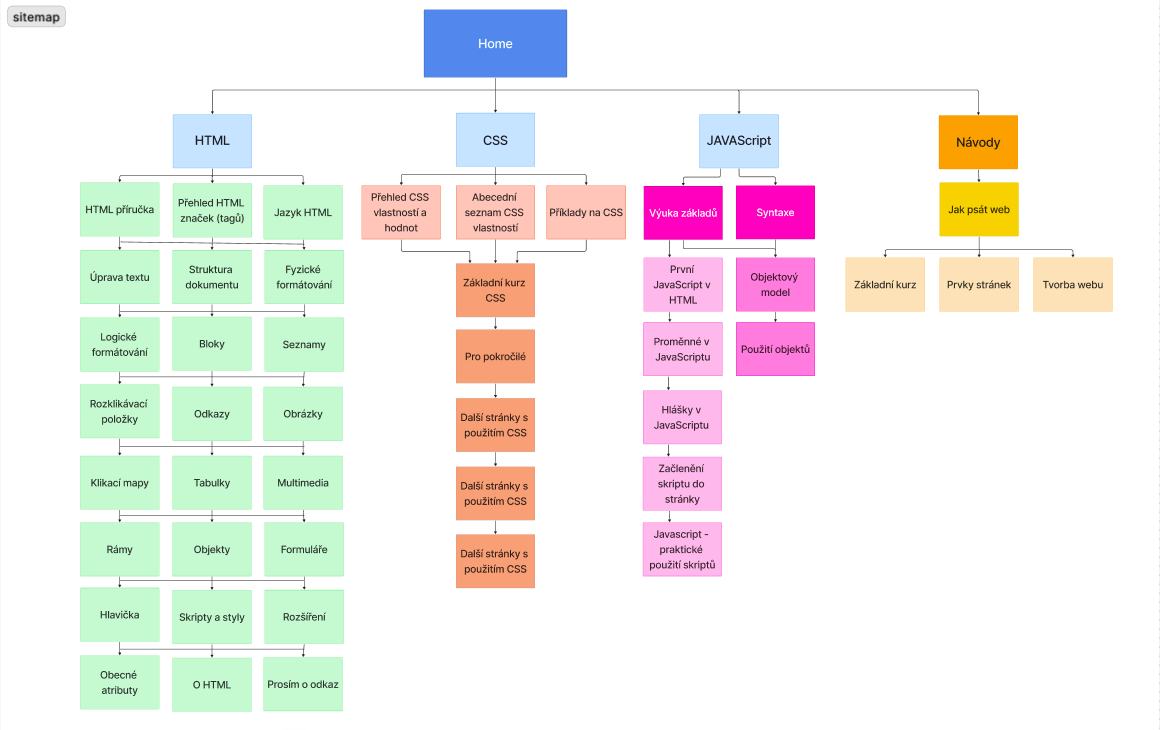 sitemap
Home
HTML
CSS
JAVAScript
Návody
HTML příručka
Přehled HTML
značek (tagů)
Jazyk HTML
Přehled CSS
vlastností a
hodnot
Abecední
seznam CSS
vlastností
Příklady na CSS
Výuka základů
Syntaxe
Jak psát web
Úprava textu
Struktura
dokumentu
Fyzické
formátování
Základní kurz
CSS
První
JavaScript v
HTML
Objektový
model
Základní kurz
Prvky stránek
Tvorba webu
Logické
formátování
Bloky
Seznamy
Pro pokročilé
Proměnné v
JavaScriptu
Použití objektů
Rozklikávací
položky
Odkazy
Obrázky
Další stránky s
použitím CSS
Hlášky v
JavaScriptu
Klikací mapy
Tabulky
Multimedia
Další stránky s
použitím CSS
Začlenění
skriptu do
stránky
Rámy
Objekty
Formuláře
Další stránky s
použitím CSS
Javascript -
praktické
použití skriptů
Hlavička
Skripty a styly
Rozšíření
Obecné
atributy
O HTML
Prosím o odkaz